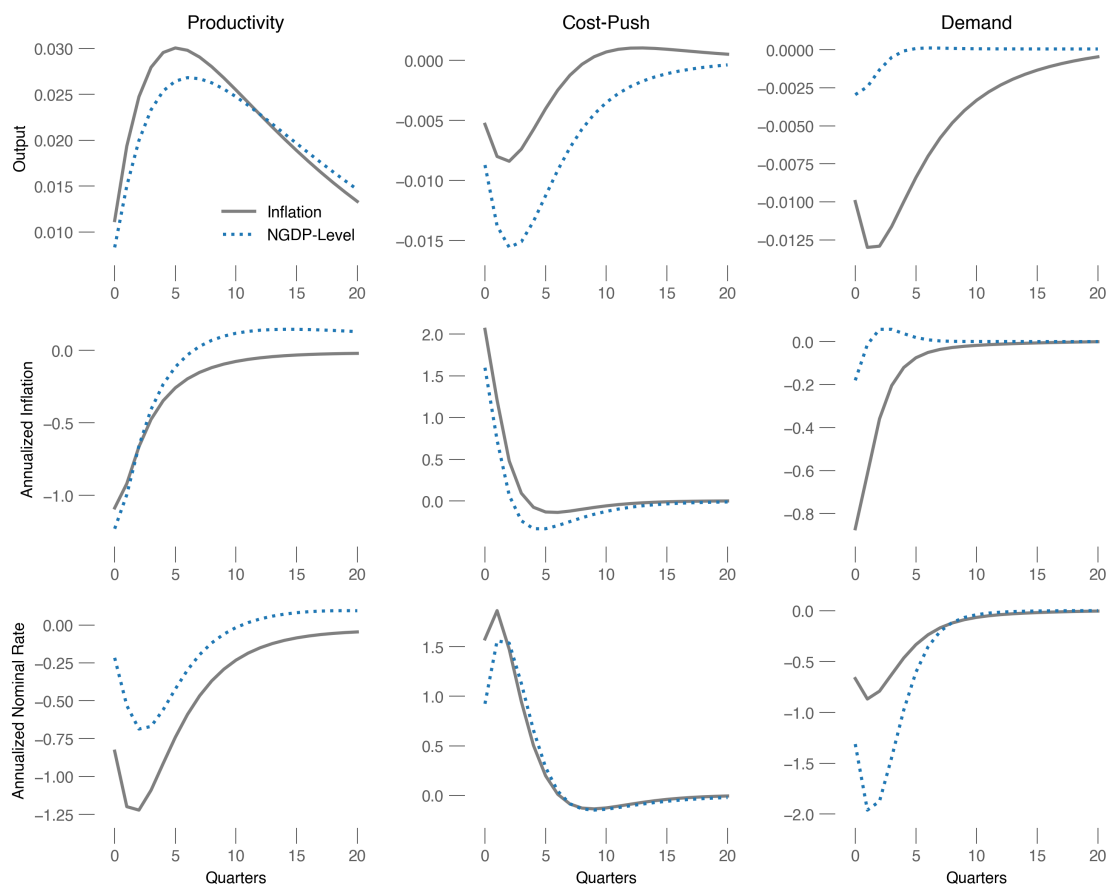 Productivity
Cost-Push
Demand
Output
0.030
0.025
0.020
0.015
0.010
Inflation
NGDP-Level
0 5 10 15 20
0.000
−0.005
−0.010
−0.015
0 5 10 15 20
0.0000
−0.0025
−0.0050
−0.0075
−0.0100
−0.0125
0 5 10 15 20
Annualized Inflation
0.0
−0.5
−1.0
0 5 10 15 20
2.0
1.5
1.0
0.5
0.0
0 5 10 15 20
0.0
−0.2
−0.4
−0.6
−0.8
0 5 10 15 20
Annualized Nominal Rate
0.00
−0.25
−0.50
−0.75
−1.00
−1.25
0 5 10 15 20
Quarters
1.5
1.0
0.5
0.0
0 5 10 15 20
Quarters
0.0
−0.5
−1.0
−1.5
−2.0
0 5 10 15 20
Quarters